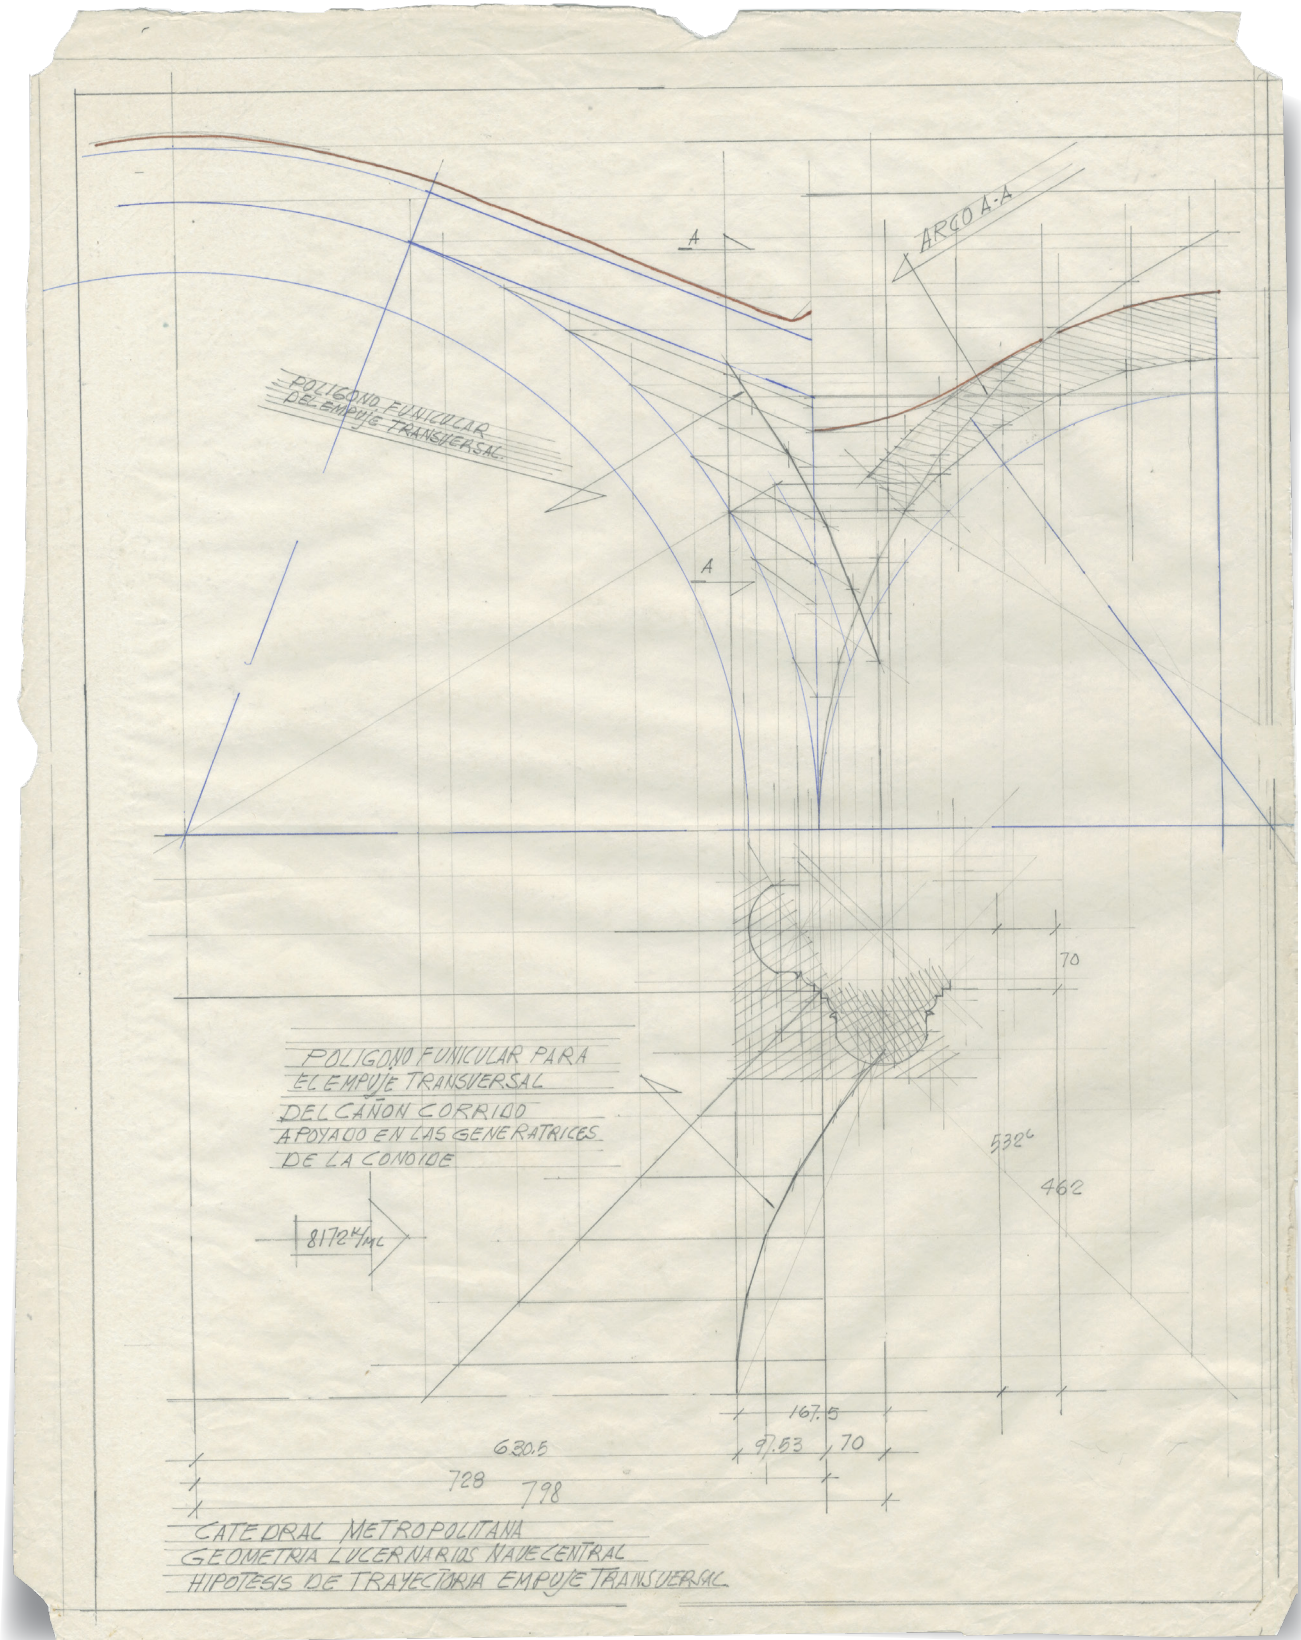 A
ARCO A-A
POLIGONO FUNICULAR
DEL EMPUJE TRANSVERSAL.
A
70
POLIGONO FUNICULAR PARA
EL EMPUJE TRANSVERSAL
DEL CAÑON CORRIDO
APOYADO EN LAS GENERATRICES
DE LA CONOIDE
532⁶
462
8172 K/ML
167.5
630.5
97.53
70
728
798
CATEDRAL METROPOLITANA
GEOMETRIA LUCERNARIOS NAVE CENTRAL
HIPOTESIS DE TRAYECTORIA EMPUJE TRANSVERSAL